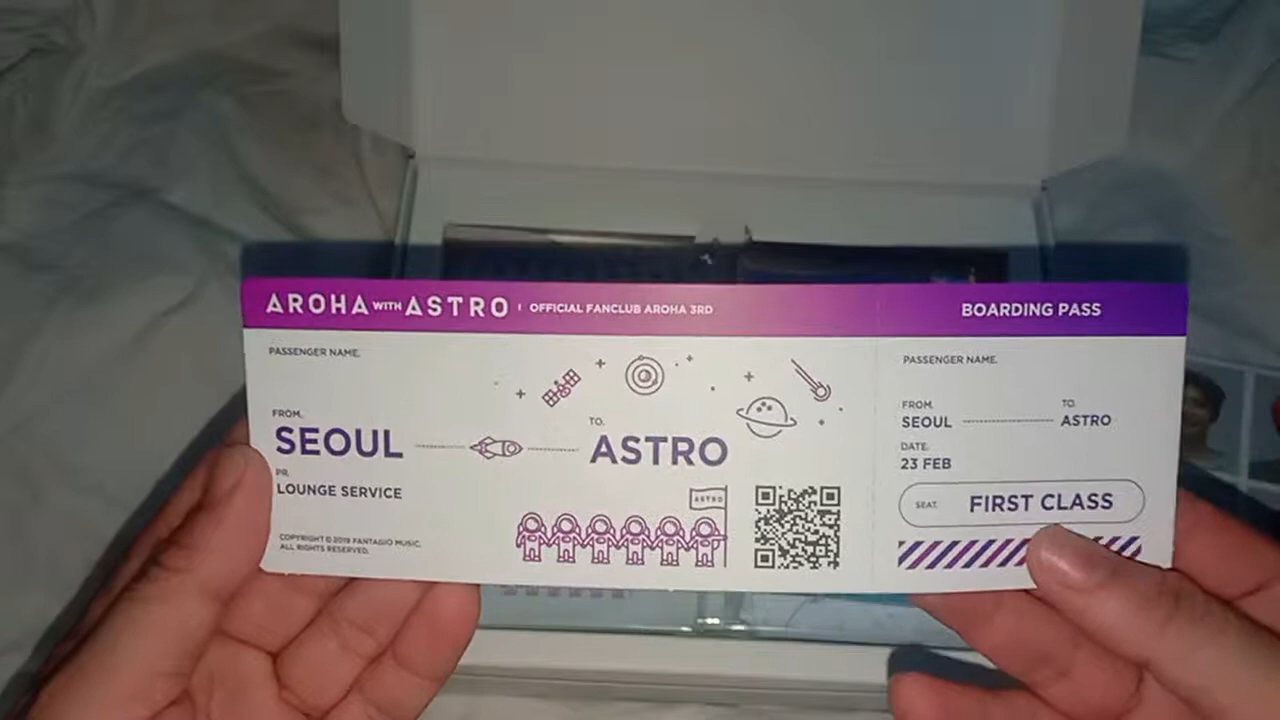 AROHA WITH ASTRO | OFFICIAL FANCLUB AROHA 3RD
BOARDING PASS
PASSENGER NAME.
FROM.
SEOUL
TO.
ASTRO
PR.
LOUNGE SERVICE
ASTRO
COPYRIGHT © 2019 FANTAGIO MUSIC.
ALL RIGHTS RESERVED.
PASSENGER NAME.
FROM.
TO.
SEOUL
ASTRO
DATE:
23 FEB
SEAT.
FIRST CLASS